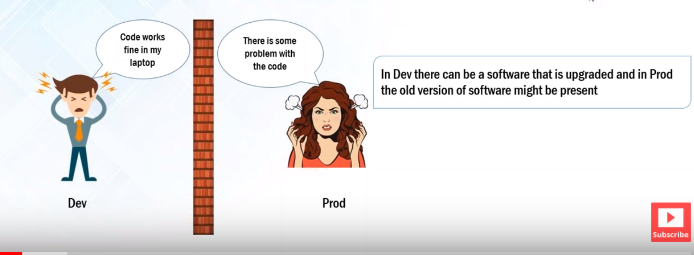 Code works
fine in my
laptop
There is some
problem with
the code
In Dev there can be a software that is upgraded and in Prod
the old version of software might be present
Dev
Prod
Subscribe